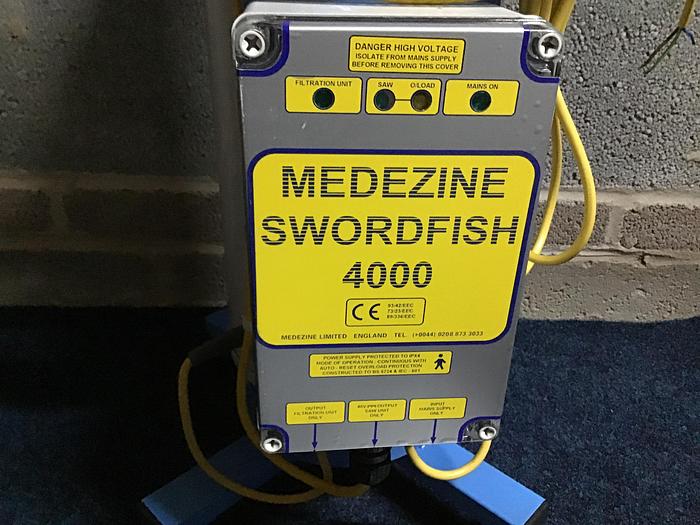 DANGER HIGH VOLTAGE
ISOLATE FROM MAINS SUPPLY
BEFORE REMOVING THIS COVER
FILTRATION UNIT
SAW O/LOAD
MAINS ON
MEDEZINE
SWORDFISH
4000
CE
93/42/EEC
73/23/EEC
89/336/EEC
MEDEZINE LIMITED ENGLAND TEL. (+0044) 0208 873 3033
POWER SUPPLY PROTECTED TO IPX4
MODE OF OPERATION : CONTINUOUS WITH
AUTO - RESET OVERLOAD PROTECTION
CONSTRUCTED TO BS 5724 & IEC - 601
OUTPUT
FILTRATION UNIT
ONLY
OUTPUT
SAW UNIT
ONLY
INPUT
MAINS SUPPLY
ONLY